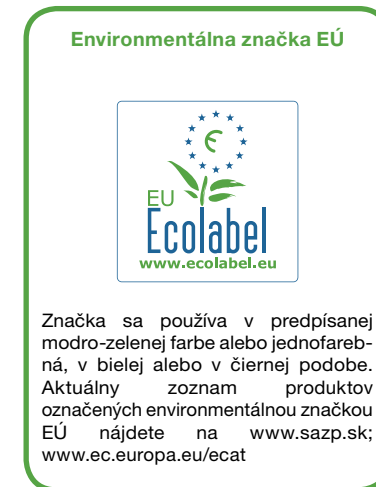 Environmentálna značka EÚ
EU
Ecolabel
www.ecolabel.eu
Značka sa používa v predpísanej
modro-zelenej farbe alebo jednofareb-
ná, v bielej alebo v čiernej podobe.
Aktuálny zoznam produktov
označených environmentálnou značkou
EÚ nájdete na www.sazp.sk;
www.ec.europa.eu/ecat